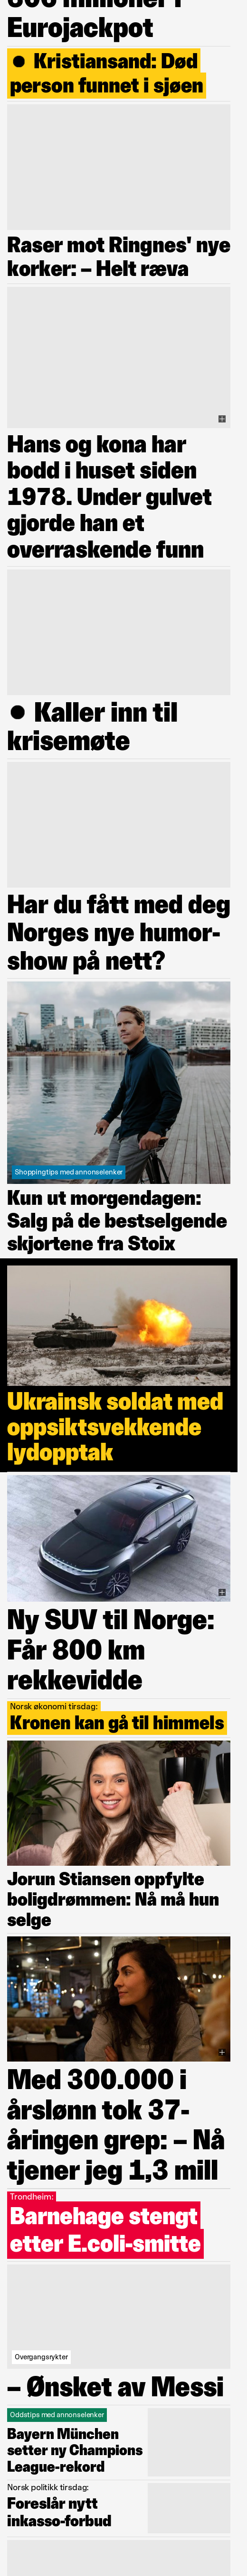 Eurojackpot
Kristiansand: Død
person funnet i sjøen
Raser mot Ringnes' nye
korker: – Helt ræva
Hans og kona har
bodd i huset siden
1978. Under gulvet
gjorde han et
overraskende funn
Kaller inn til
krisemøte
Har du fått med deg
Norges nye humor-
show på nett?
Shoppingtips med annonselenker
Kun ut morgendagen:
Salg på de bestselgende
skjortene fra Stoix
Ukrainsk soldat med
oppsiktsvekkende
lydopptak
Ny SUV til Norge:
Får 800 km
rekkevidde
Norsk økonomi tirsdag:
Kronen kan gå til himmels
Jorun Stiansen oppfylte
boligdrømmen: Nå må hun
selge
Med 300.000 i
årslønn tok 37-
åringen grep: – Nå
tjener jeg 1,3 mill
Trondheim:
Barnehage stengt
etter E.coli-smitte
Overgangsrykter
– Ønsket av Messi
Oddstips med annonselenker
Bayern München
setter ny Champions
League-rekord
Norsk politikk tirsdag:
Foreslår nytt
inkasso-forbud